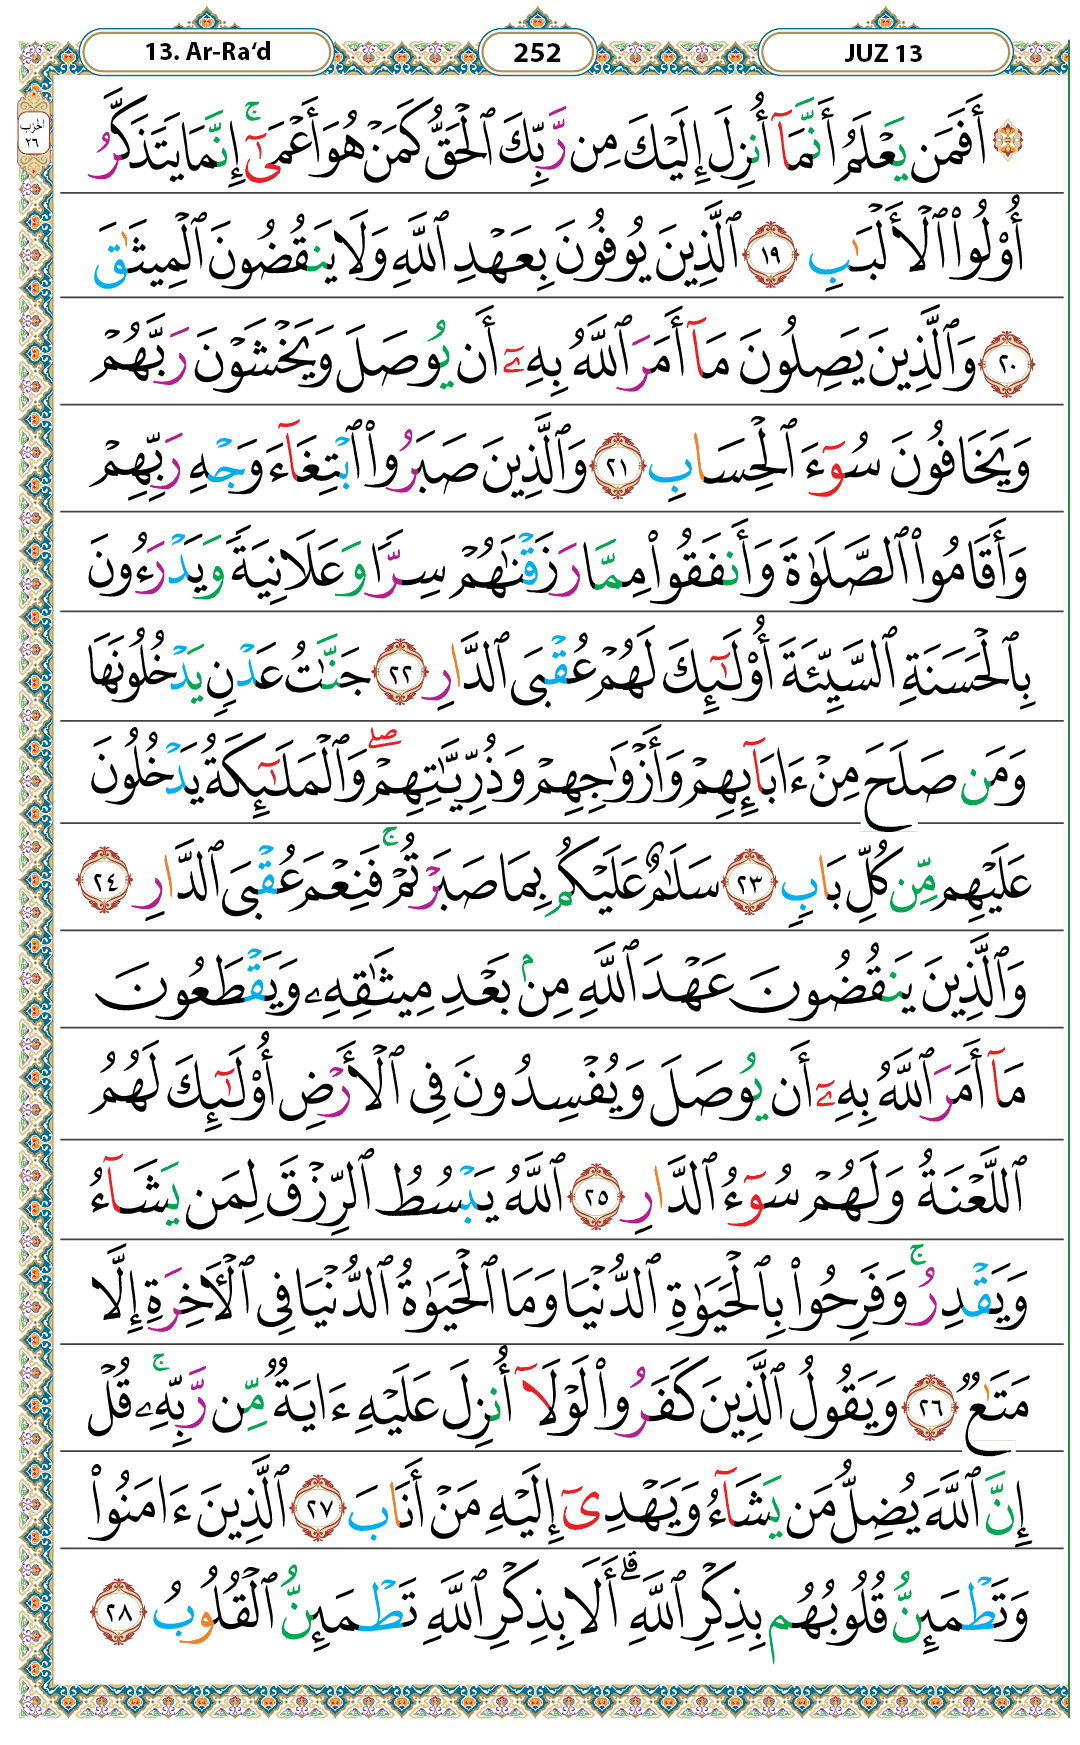 13. Ar-Ra‘d
252
JUZ 13
الحزب
٢٦
۞ أَفَمَن يَعْلَمُ أَنَّمَآ أُنزِلَ إِلَيْكَ مِن رَّبِّكَ ٱلْحَقُّ كَمَنْ هُوَ أَعْمَىٰٓ ۚ إِنَّمَا يَتَذَكَّرُ
أُو۟لُوا۟ ٱلْأَلْبَـٰبِ ١٩ ٱلَّذِينَ يُوفُونَ بِعَهْدِ ٱللَّهِ وَلَا يَنقُضُونَ ٱلْمِيثَـٰقَ
٢٠ وَٱلَّذِينَ يَصِلُونَ مَآ أَمَرَ ٱللَّهُ بِهِۦٓ أَن يُوصَلَ وَيَخْشَوْنَ رَبَّهُمْ
وَيَخَافُونَ سُوٓءَ ٱلْحِسَابِ ٢١ وَٱلَّذِينَ صَبَرُوا۟ ٱبْتِغَآءَ وَجْهِ رَبِّهِمْ
وَأَقَامُوا۟ ٱلصَّلَوٰةَ وَأَنفَقُوا۟ مِمَّا رَزَقْنَـٰهُمْ سِرًّا وَعَلَانِيَةً وَيَدْرَءُونَ
بِٱلْحَسَنَةِ ٱلسَّيِّئَةَ أُو۟لَـٰٓئِكَ لَهُمْ عُقْبَى ٱلدَّارِ ٢٢ جَنَّـٰتُ عَدْنٍ يَدْخُلُونَهَا
وَمَن صَلَحَ مِنْ ءَابَآئِهِمْ وَأَزْوَٰجِهِمْ وَذُرِّيَّـٰتِهِمْ ۖ وَٱلْمَلَـٰٓئِكَةُ يَدْخُلُونَ
عَلَيْهِم مِّن كُلِّ بَابٍ ٢٣ سَلَـٰمٌ عَلَيْكُم بِمَا صَبَرْتُمْ ۚ فَنِعْمَ عُقْبَى ٱلدَّارِ ٢٤
وَٱلَّذِينَ يَنقُضُونَ عَهْدَ ٱللَّهِ مِنۢ بَعْدِ مِيثَـٰقِهِۦ وَيَقْطَعُونَ
مَآ أَمَرَ ٱللَّهُ بِهِۦٓ أَن يُوصَلَ وَيُفْسِدُونَ فِى ٱلْأَرْضِ أُو۟لَـٰٓئِكَ لَهُمُ
ٱللَّعْنَةُ وَلَهُمْ سُوٓءُ ٱلدَّارِ ٢٥ ٱللَّهُ يَبْسُطُ ٱلرِّزْقَ لِمَن يَشَآءُ
وَيَقْدِرُ ۚ وَفَرِحُوا۟ بِٱلْحَيَوٰةِ ٱلدُّنْيَا وَمَا ٱلْحَيَوٰةُ ٱلدُّنْيَا فِى ٱلْـَٔاخِرَةِ إِلَّا
مَتَـٰعٌ ٢٦ وَيَقُولُ ٱلَّذِينَ كَفَرُوا۟ لَوْلَآ أُنزِلَ عَلَيْهِ ءَايَةٌ مِّن رَّبِّهِۦ ۚ قُلْ
إِنَّ ٱللَّهَ يُضِلُّ مَن يَشَآءُ وَيَهْدِىٓ إِلَيْهِ مَنْ أَنَابَ ٢٧ ٱلَّذِينَ ءَامَنُوا۟
وَتَطْمَئِنُّ قُلُوبُهُم بِذِكْرِ ٱللَّهِ ۗ أَلَا بِذِكْرِ ٱللَّهِ تَطْمَئِنُّ ٱلْقُلُوبُ ٢٨